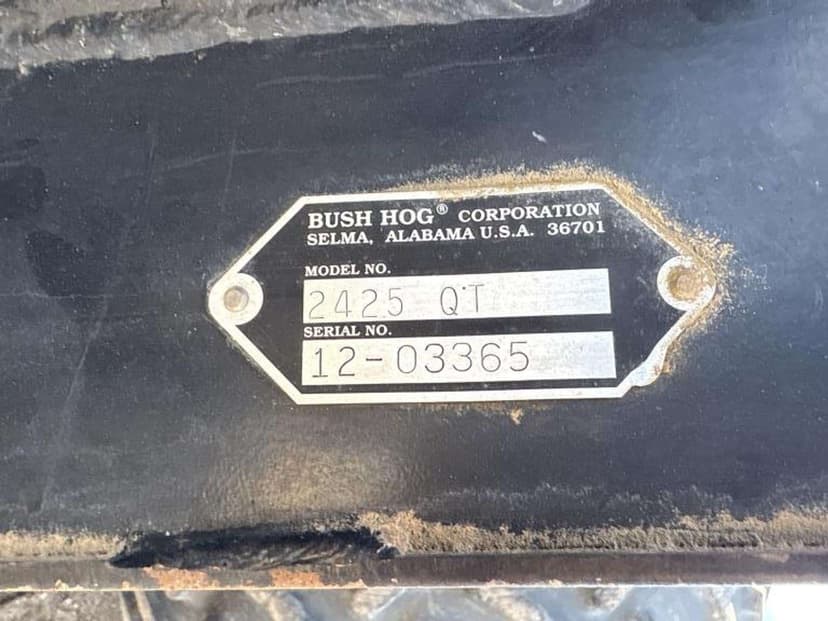 BUSH HOG® CORPORATION
SELMA, ALABAMA U.S.A. 36701
MODEL NO.
2425 QT
SERIAL NO.
12-03365